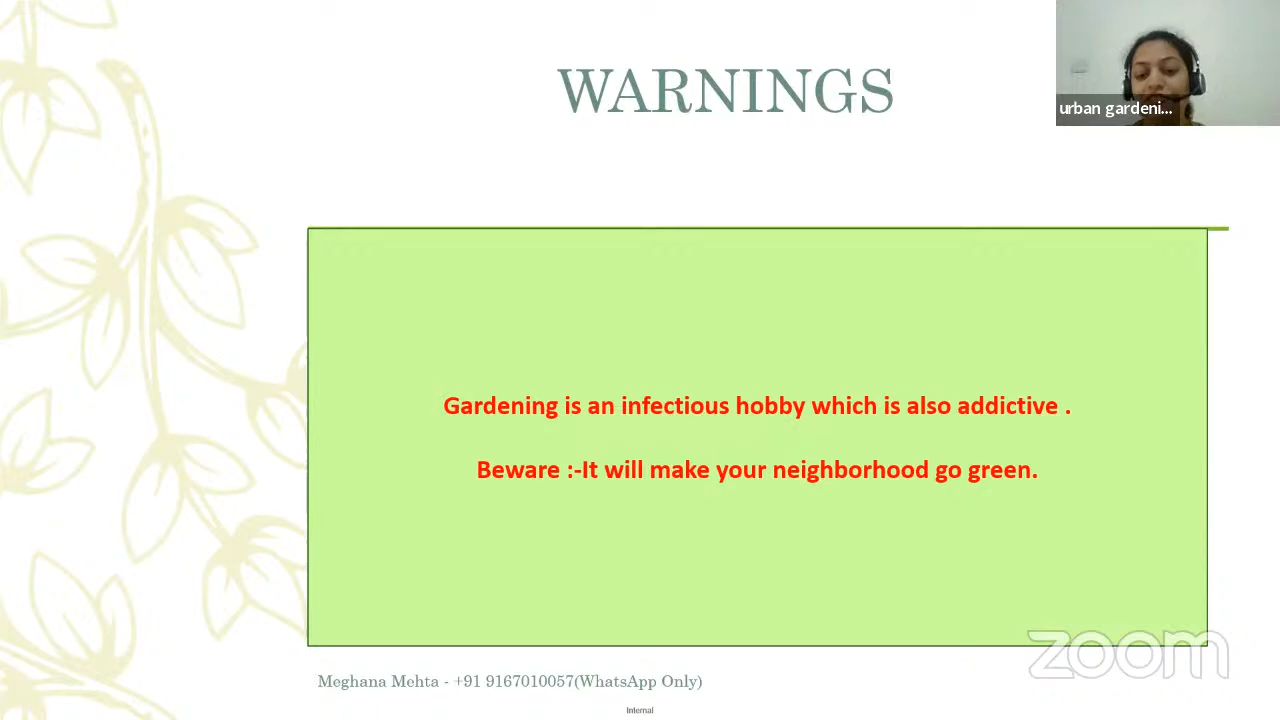 WARNINGS
urban gardeni...
Gardening is an infectious hobby which is also addictive .
Beware :-It will make your neighborhood go green.
zoom
Meghana Mehta - +91 9167010057(WhatsApp Only)
Internal